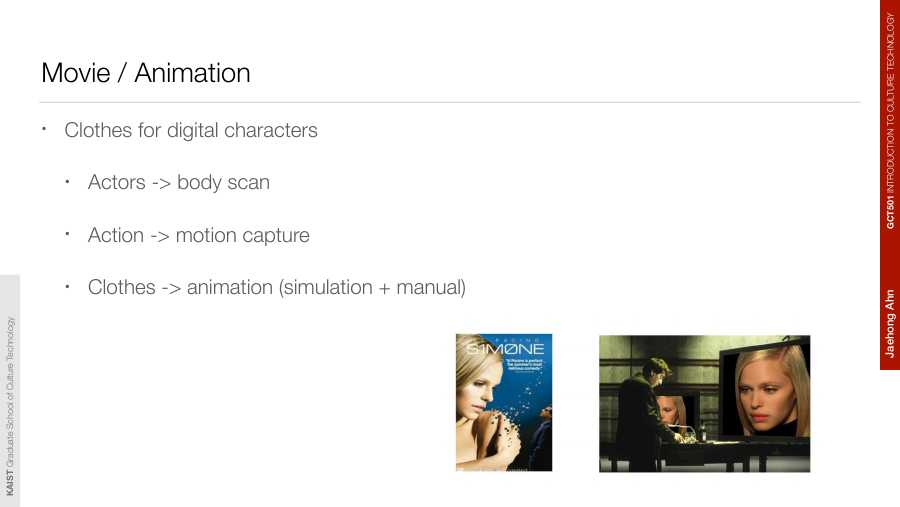 Movie / Animation
• Clothes for digital characters
• Actors -> body scan
• Action -> motion capture
• Clothes -> animation (simulation + manual)
S1MØNE
GCT501 INTRODUCTION TO CULTURE TECHNOLOGY
Jaehong Ahn
KAIST Graduate School of Culture Technology